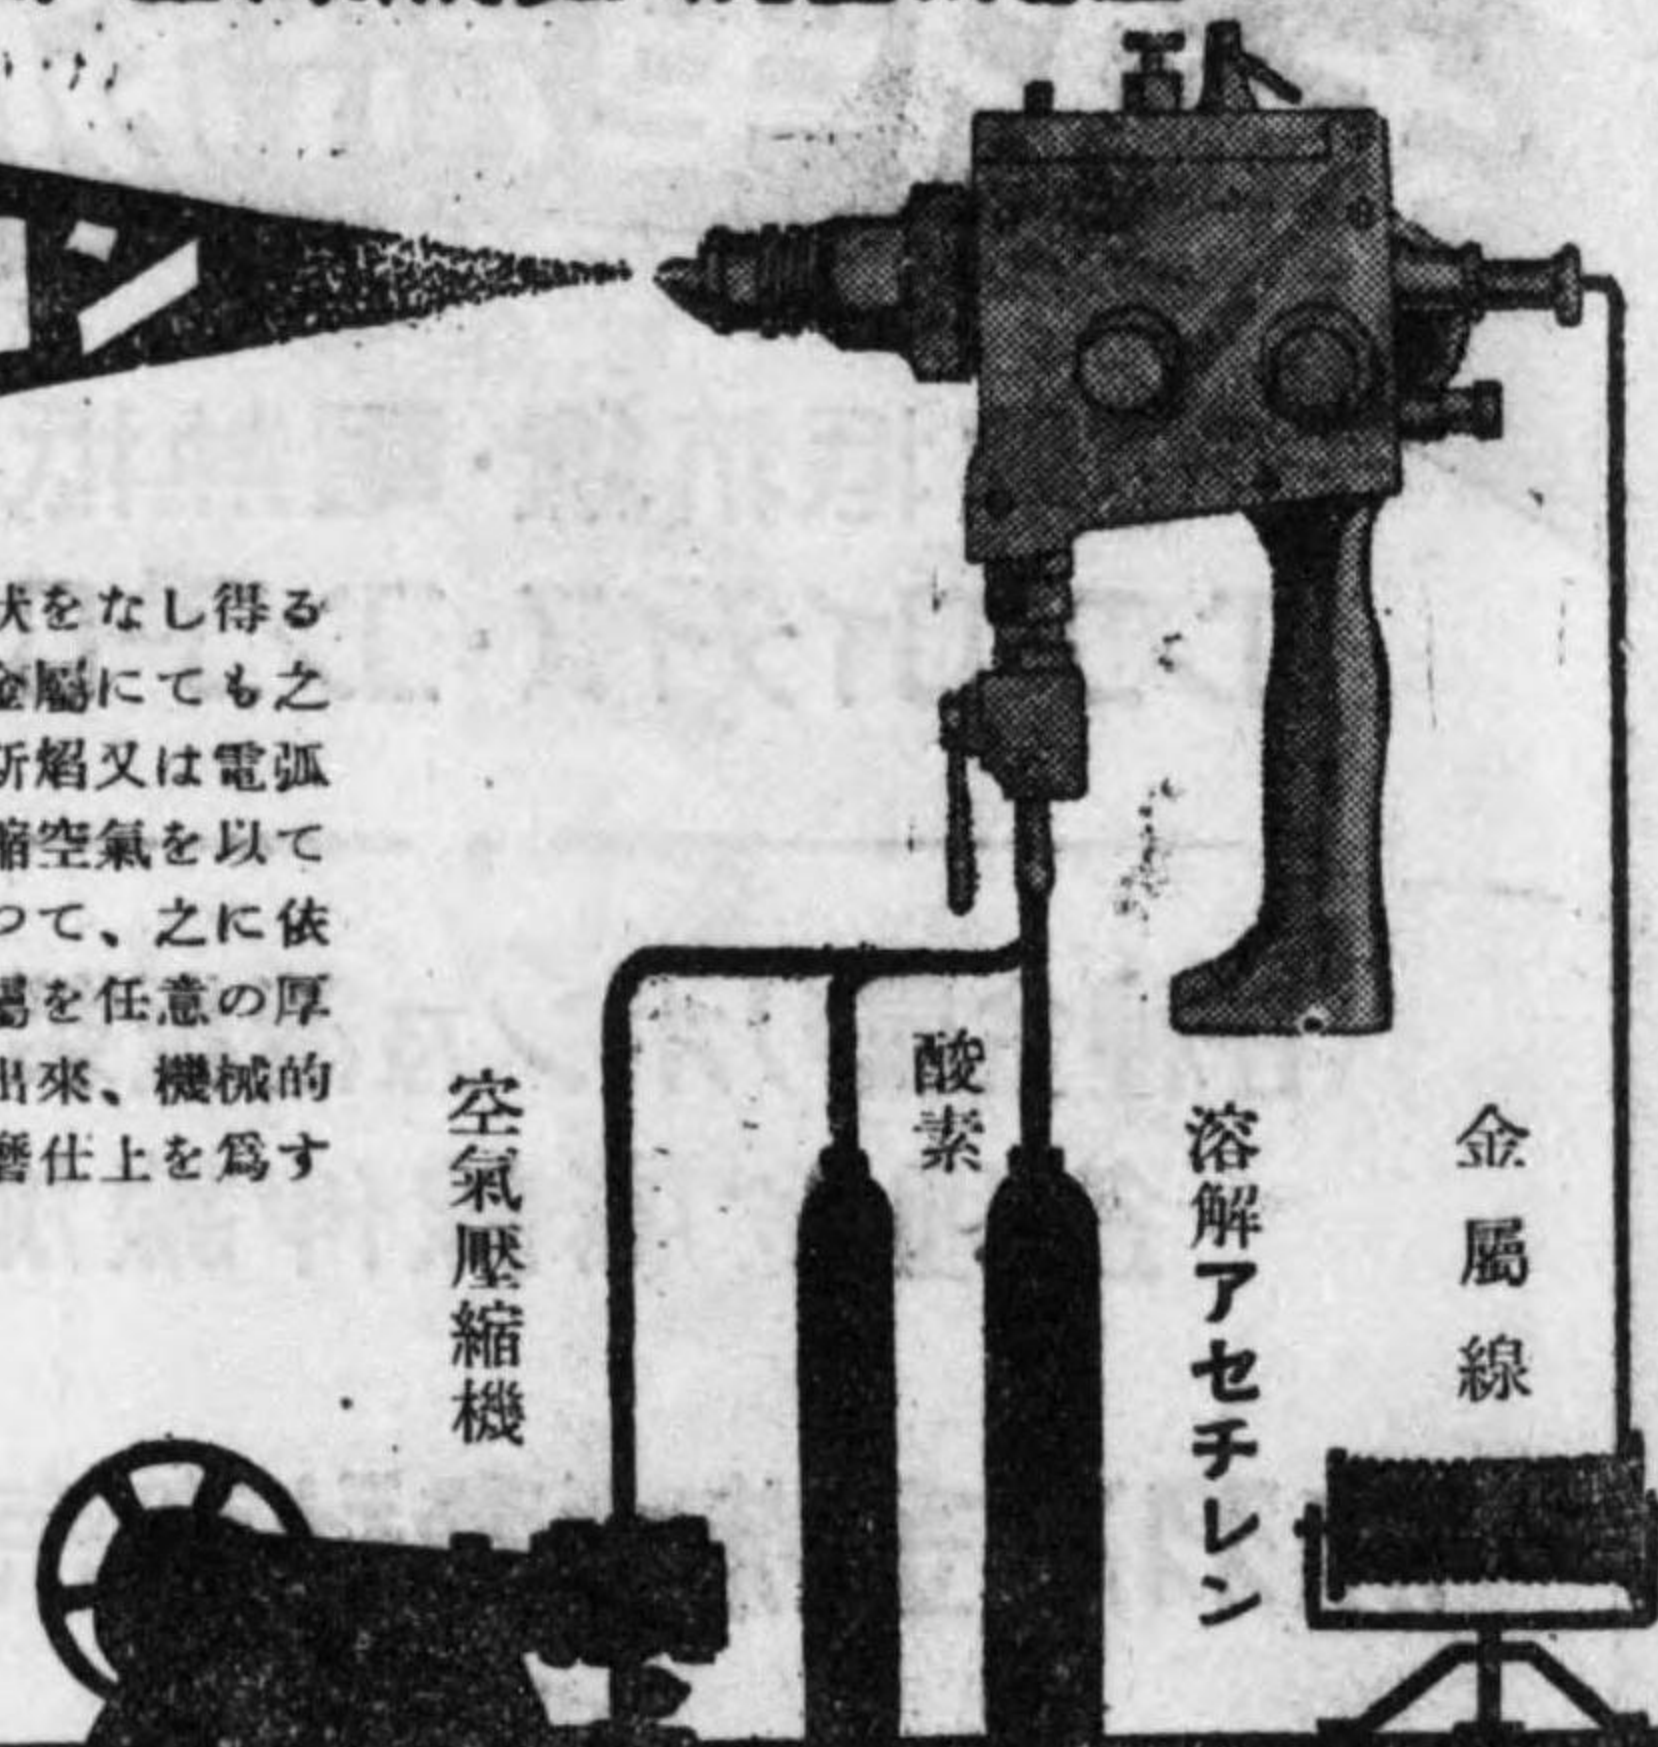 ン
状をなし得る
金屬にても之
斯焰又は電弧
縮空氣を以て
つて、之に依
屬を任意の厚
出來、機械的
磨仕上を爲す
空氣壓縮機
酸素
溶解アセチレン
金屬線